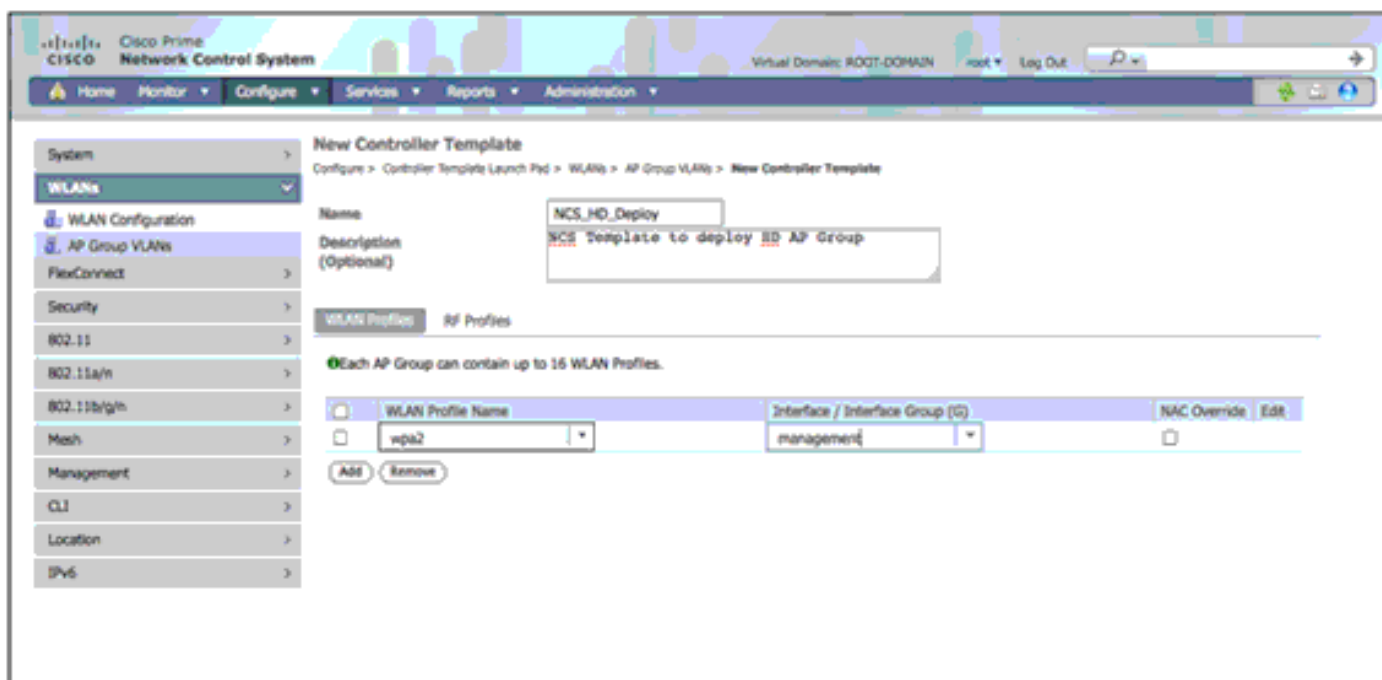 CISCO
Cisco Prime
Network Control System
Virtual Domain: ROOT-DOMAIN root Log Out
Home Monitor Configure Services Reports Administration
System
WLANs
WLAN Configuration
AP Group VLANs
FlexConnect
Security
802.11
802.11a/n
802.11b/g/n
Mesh
Management
CLI
Location
IPv6
New Controller Template
Configure > Controller Template Launch Pad > WLANs > AP Group VLANs > New Controller Template
Name NCS_HD_Deploy
Description
(Optional)
NCS Template to deploy HD AP Group
WLAN Profiles RF Profiles
Each AP Group can contain up to 16 WLAN Profiles.
WLAN Profile Name Interface / Interface Group (G) NAC Override Edit
wpa2 management
Add Remove